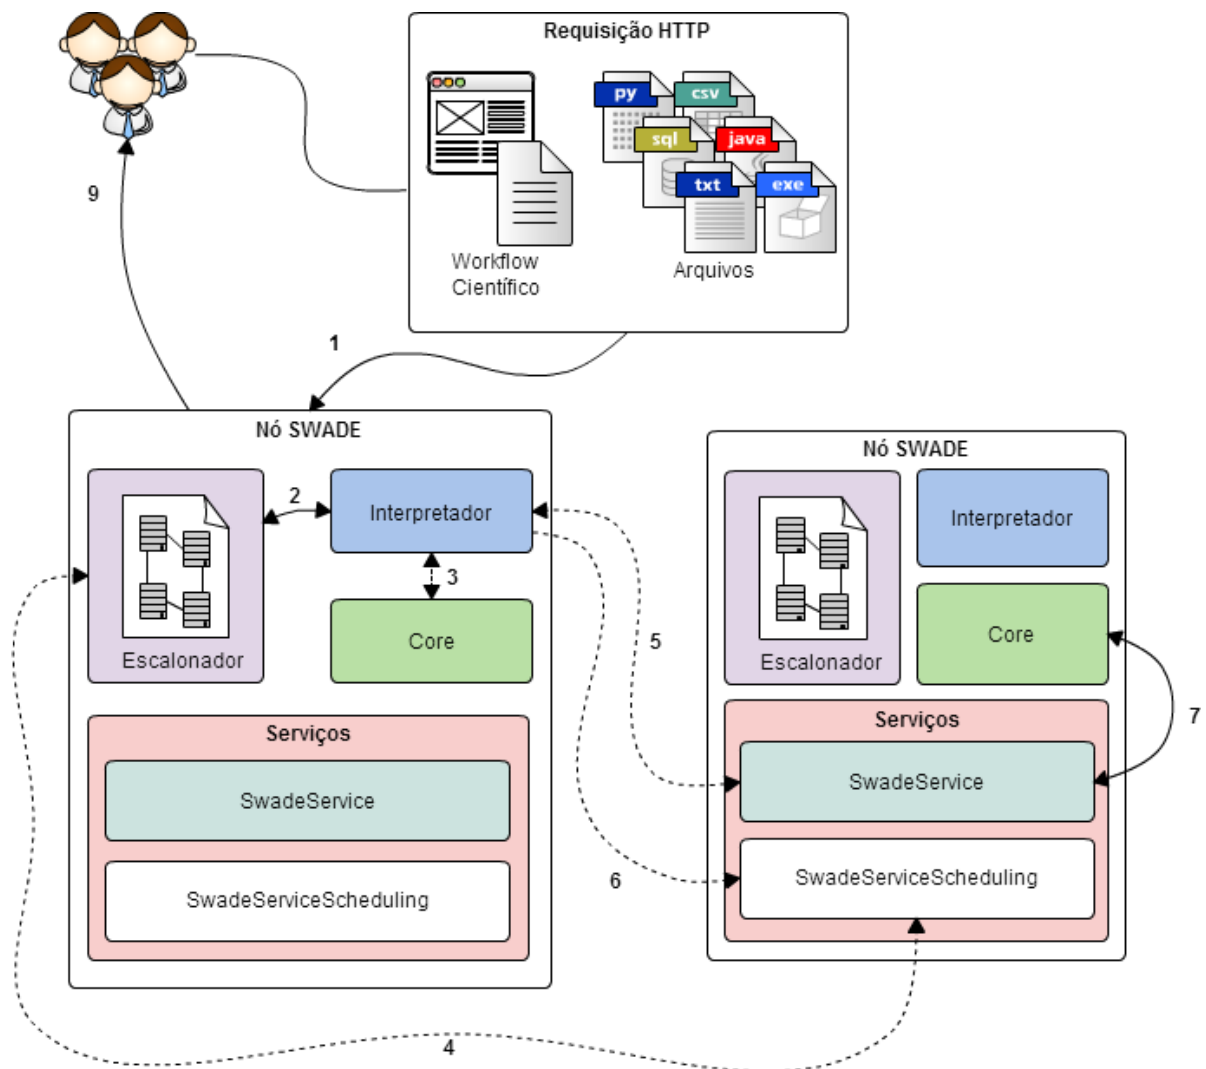 Requisição HTTP
py
csv
sql
java
txt
exe
Workflow
Científico
Arquivos
9
1
Nó SWADE
Escalonador
2
Interpretador
3
Core
Serviços
SwadeService
SwadeServiceScheduling
Nó SWADE
Escalonador
Interpretador
Core
5
7
Serviços
SwadeService
6
SwadeServiceScheduling
4